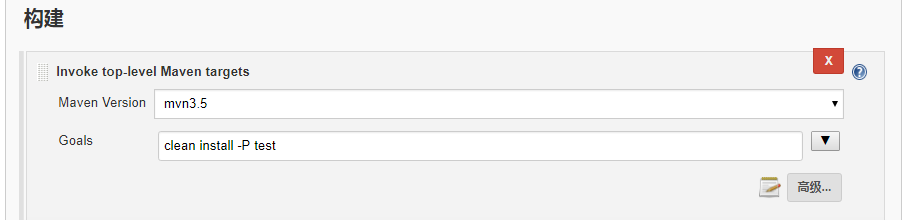 构建
Invoke top-level Maven targets
X
?
Maven Version
mvn3.5
Goals
clean install -P test
高级...